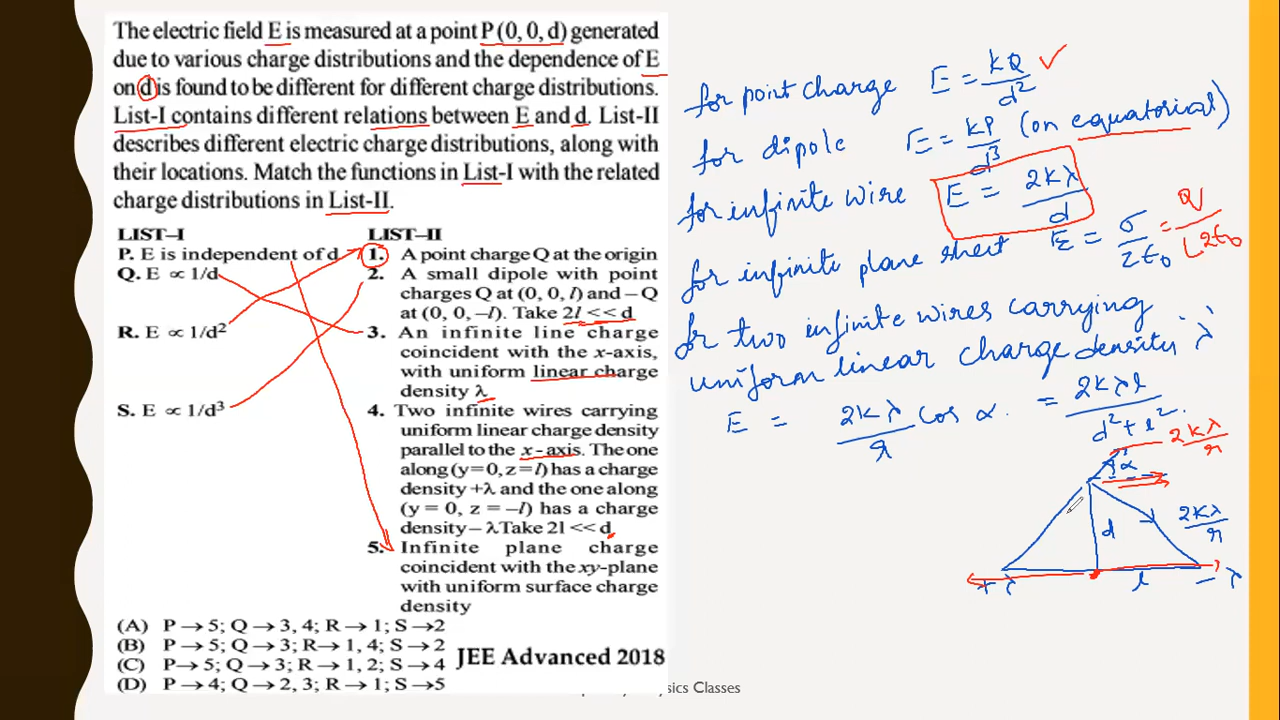 The electric field E is measured at a point P (0, 0, d) generated
due to various charge distributions and the dependence of E
on d is found to be different for different charge distributions.
List-I contains different relations between E and d. List-II
describes different electric charge distributions, along with
their locations. Match the functions in List-I with the related
charge distributions in List-II.
LIST–I
P. E is independent of d
Q. E ∝ 1/d
R. E ∝ 1/d²
S. E ∝ 1/d³
LIST–II
1. A point charge Q at the origin
2. A small dipole with point
charges Q at (0, 0, l) and – Q
at (0, 0, –l). Take 2l << d
3. An infinite line charge
coincident with the x-axis,
with uniform linear charge
density λ
4. Two infinite wires carrying
uniform linear charge density
parallel to the x- axis. The one
along (y=0, z= l) has a charge
density +λ and the one along
(y = 0, z = –l) has a charge
density– λ.Take 2l << d
5. Infinite plane charge
coincident with the xy-plane
with uniform surface charge
density
(A) P → 5; Q → 3, 4; R → 1; S →2
(B) P → 5; Q → 3; R→ 1, 4; S → 2
(C) P→ 5; Q → 3; R → 1, 2; S → 4
(D) P → 4; Q → 2, 3; R → 1; S →5
JEE Advanced 2018
ysics Classes
for point charge E = kQ/d² ✓
for dipole E = kP/d³ (on equatorial)
for infinite wire E = 2kλ/d
for infinite plane sheet E = σ/2ε₀ = Q/L²ε₀
for two infinite wires carrying
uniform linear charge density 'λ'
E = 2kλ/r cos α = 2kλl/d²+l².
2kλ/r
α
d
2kλ/r
+λ
l
– λ